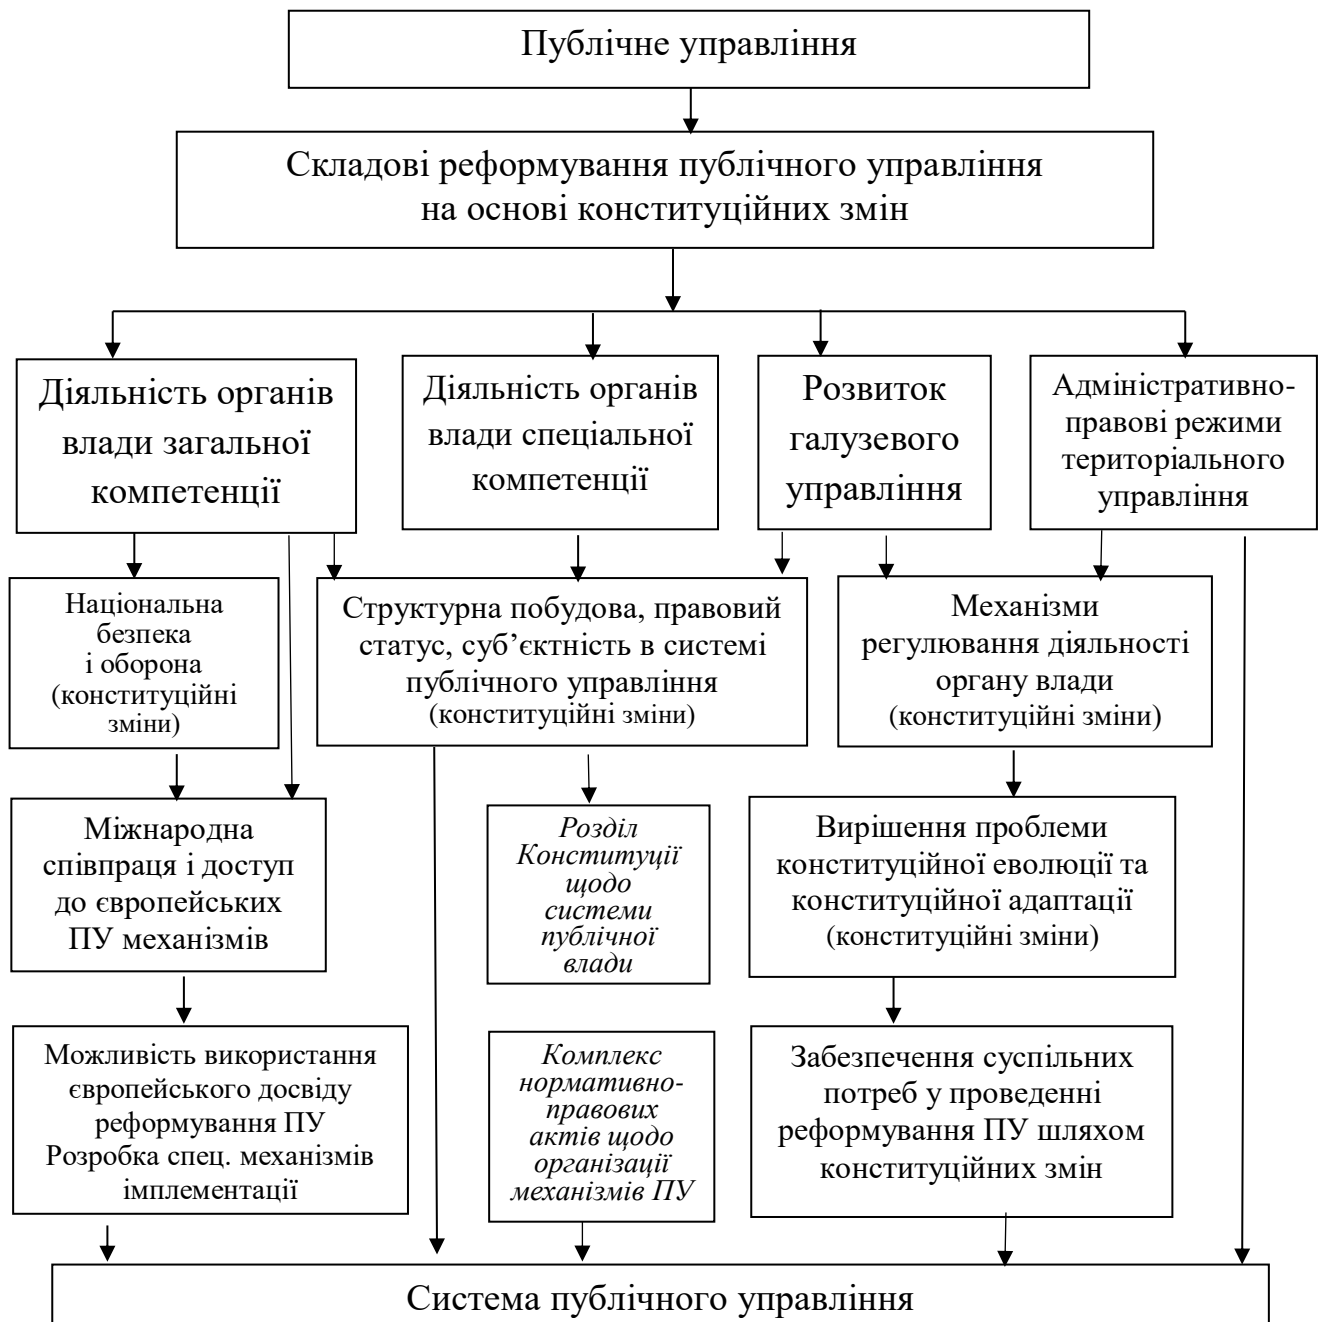 Публічне управління
Складові реформування публічного управління
на основі конституційних змін
Діяльність органів
влади загальної
компетенції
Діяльність органів
влади спеціальної
компетенції
Розвиток
галузевого
управління
Адміністративно-
правові режими
територіального
управління
Національна
безпека
і оборона
(конституційні
зміни)
Структурна побудова, правовий
статус, суб’єктність в системі
публічного управління
(конституційні зміни)
Механізми
регулювання діяльності
органу влади
(конституційні зміни)
Міжнародна
співпраця і доступ
до європейських
ПУ механізмів
Розділ
Конституції
щодо
системи
публічної
влади
Вирішення проблеми
конституційної еволюції та
конституційної адаптації
(конституційні зміни)
Можливість використання
європейського досвіду
реформування ПУ
Розробка спец. механізмів
імплементації
Комплекс
нормативно-
правових
актів щодо
організації
механізмів ПУ
Забезпечення суспільних
потреб у проведенні
реформування ПУ шляхом
конституційних змін
Система публічного управління